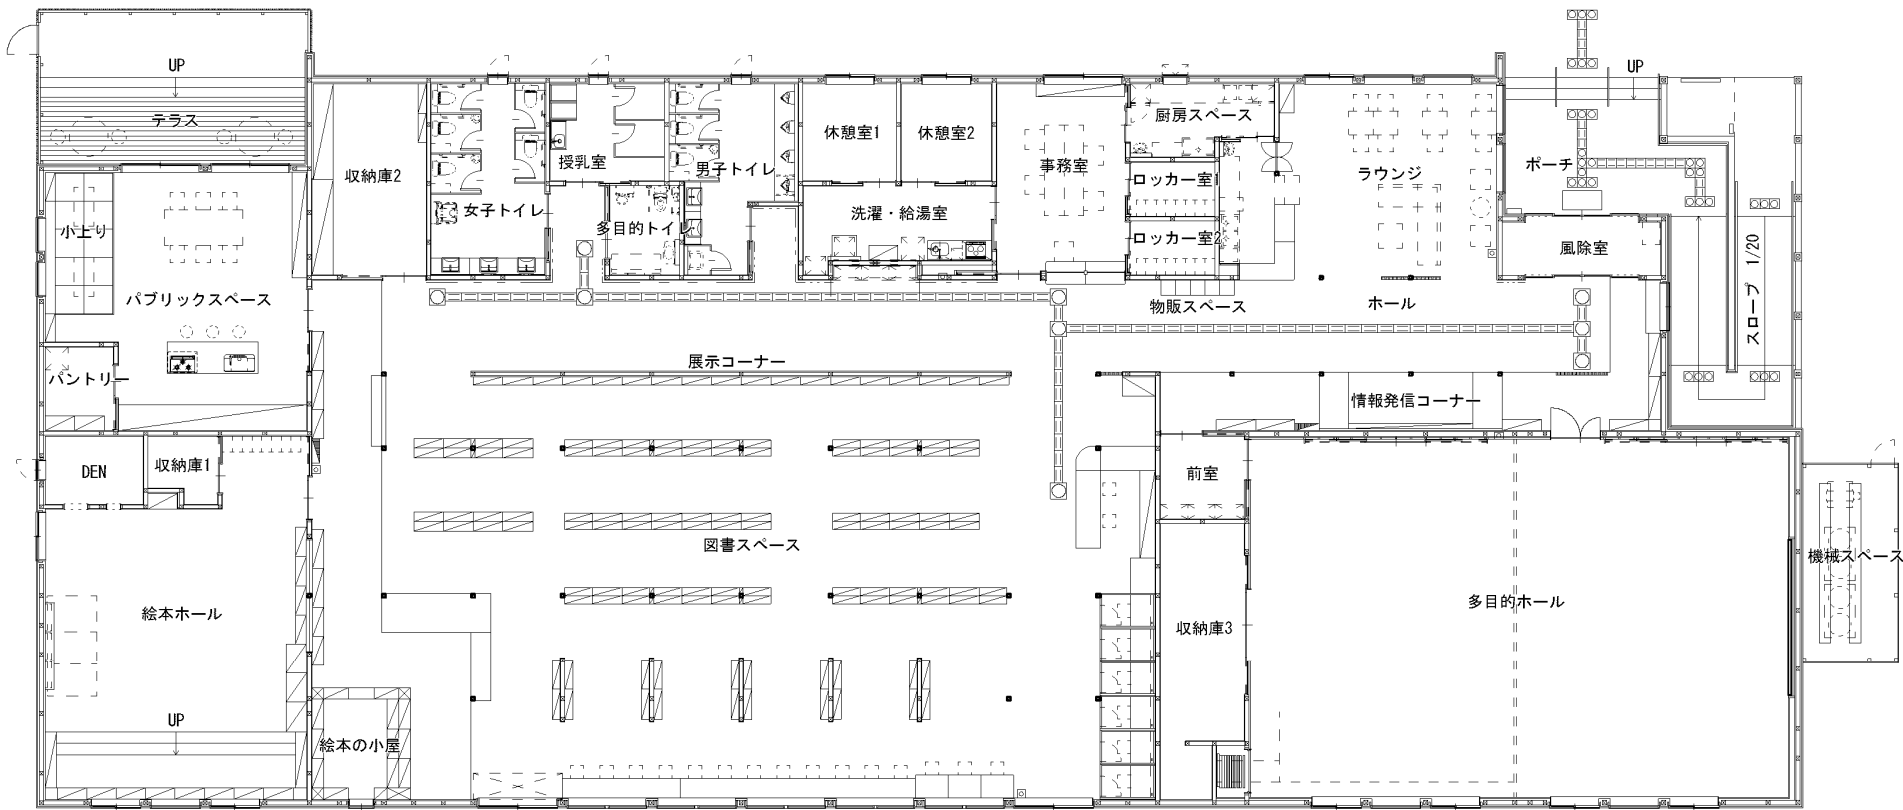 UP
テラス
UP
厨房スペース
休憩室1
休憩室2
授乳室
男子トイレ
事務室
ポーチ
収納庫2
ロッカー室1
ラウンジ
女子トイレ
洗濯・給湯室
小上り
多目的トイレ
ロッカー室2
風除室
スロープ 1/20
パブリックスペース
物販スペース
ホール
展示コーナー
パントリー
情報発信コーナー
DEN
収納庫1
前室
図書スペース
機械スペース
絵本ホール
多目的ホール
収納庫3
UP
絵本の小屋